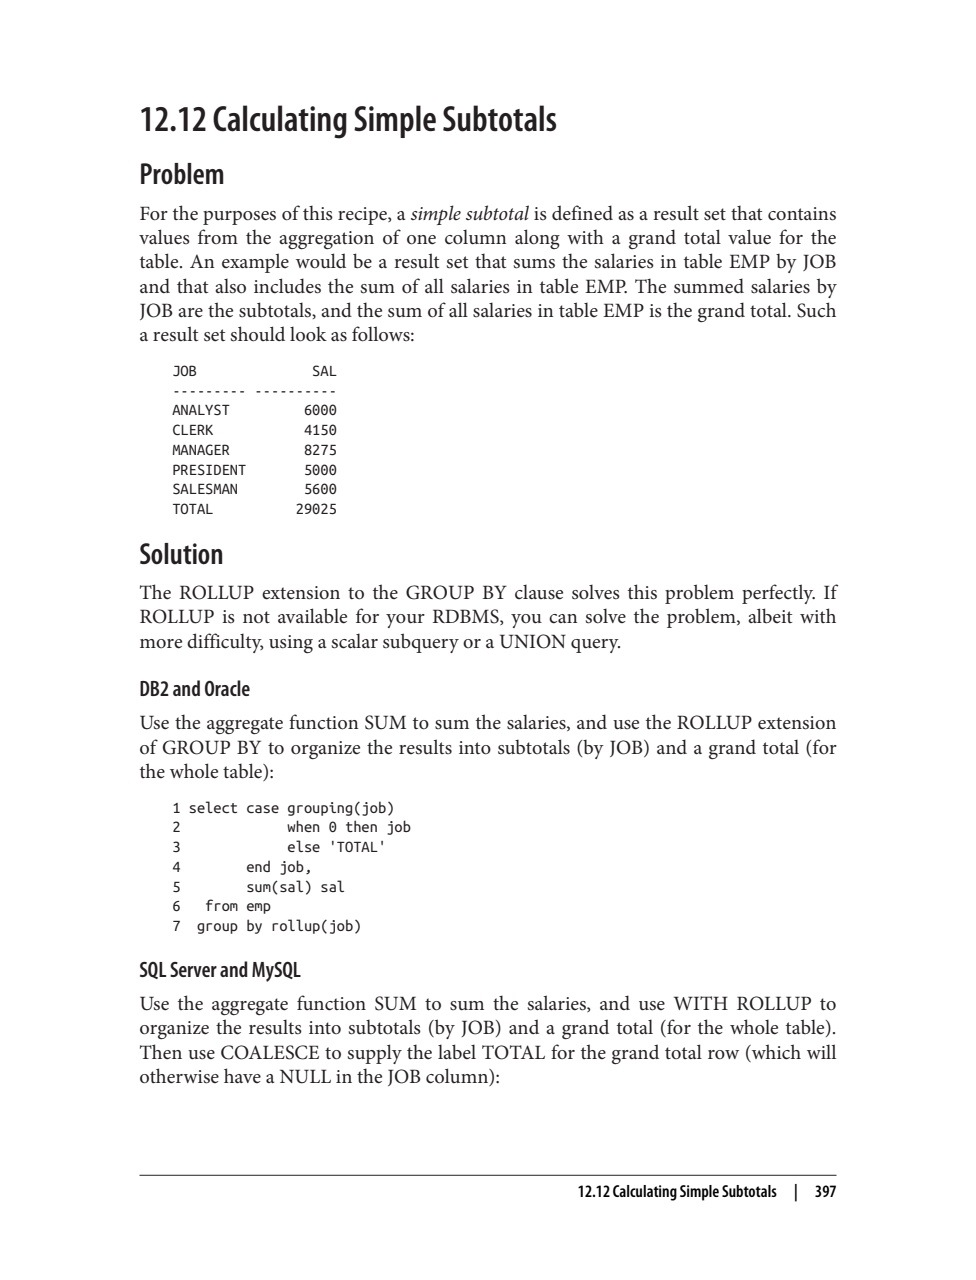 12.12 Calculating Simple Subtotals
Problem
For the purposes of this recipe, a simple subtotal is defined as a result set that contains
values from the aggregation of one column along with a grand total value for the
table. An example would be a result set that sums the salaries in table EMP by JOB
and that also includes the sum of all salaries in table EMP. The summed salaries by
JOB are the subtotals, and the sum of all salaries in table EMP is the grand total. Such
a result set should look as follows:
JOB              SAL
--------- ----------
ANALYST         6000
CLERK           4150
MANAGER         8275
PRESIDENT       5000
SALESMAN        5600
TOTAL          29025
Solution
The ROLLUP extension to the GROUP BY clause solves this problem perfectly. If
ROLLUP is not available for your RDBMS, you can solve the problem, albeit with
more difficulty, using a scalar subquery or a UNION query.
DB2 and Oracle
Use the aggregate function SUM to sum the salaries, and use the ROLLUP extension
of GROUP BY to organize the results into subtotals (by JOB) and a grand total (for
the whole table):
1 select case grouping(job)
2             when 0 then job
3             else 'TOTAL'
4        end job,
5        sum(sal) sal
6   from emp
7  group by rollup(job)
SQL Server and MySQL
Use the aggregate function SUM to sum the salaries, and use WITH ROLLUP to
organize the results into subtotals (by JOB) and a grand total (for the whole table).
Then use COALESCE to supply the label TOTAL for the grand total row (which will
otherwise have a NULL in the JOB column):
12.12 Calculating Simple Subtotals | 397